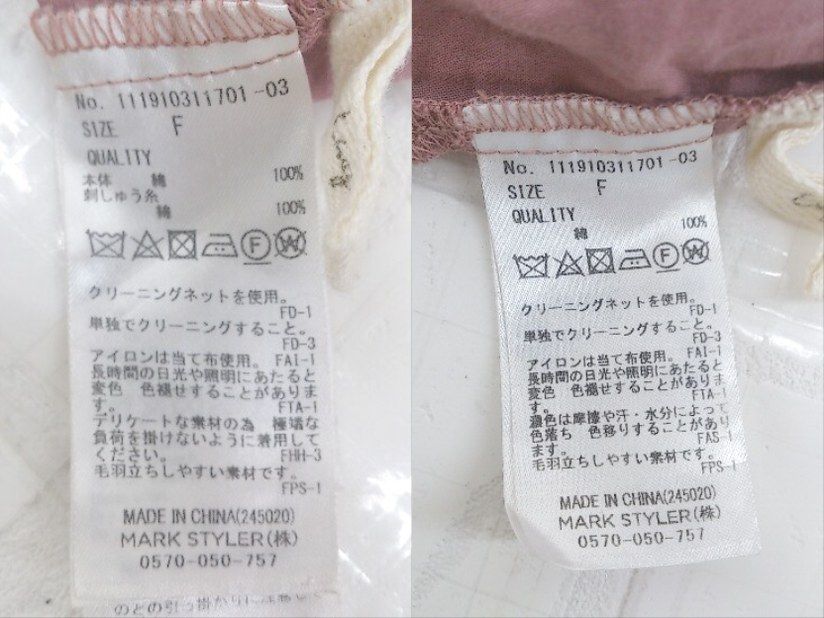 No. 111910311701-03
SIZE F
QUALITY
本体 綿 100%
刺しゅう糸
綿 100%
クリーニングネットを使用。
FD-1
単独でクリーニングすること。
FD-3
アイロンは当て布使用。 FAI-1
長時間の日光や照明にあたると
変色 色褪せすることがありま
す。 FTA-1
デリケートな素材の為 極端な
負荷を掛けないように着用して
ください。 FHH-3
毛羽立ちしやすい素材です。
FPS-1
MADE IN CHINA(245020)
MARK STYLER(株)
0570-050-757
No. 111910311701-03
SIZE F
QUALITY
綿 100%
クリーニングネットを使用。
FD-1
単独でクリーニングすること。
FD-3
アイロンは当て布使用。 FAI-1
長時間の日光や照明にあたると
変色 色褪せすることがありま
す。 FTA-1
濃色は摩擦や汗・水分によって
色落ち 色移りすることがあり
ます。 FAS-1
毛羽立ちしやすい素材です。
FPS-1
MADE IN CHINA(245020)
MARK STYLER(株)
0570-050-757